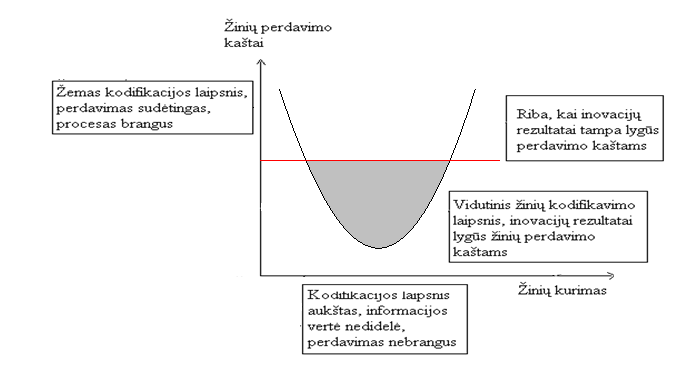 Žinių perdavimo
kaštai
Žemas kodifikacijos laipsnis,
perdavimas sudėtingas,
procesas brangus
Riba, kai inovacijų
rezultatai tampa lygūs
perdavimo kaštams
Vidutinis žinių kodifikavimo
laipsnis, inovacijų rezultatai
lygūs žinių perdavimo
kaštams
Žinių kurimas
Kodifikacijos laipsnis
aukštas, informacijos
vertė nedidelė,
perdavimas nebrangus